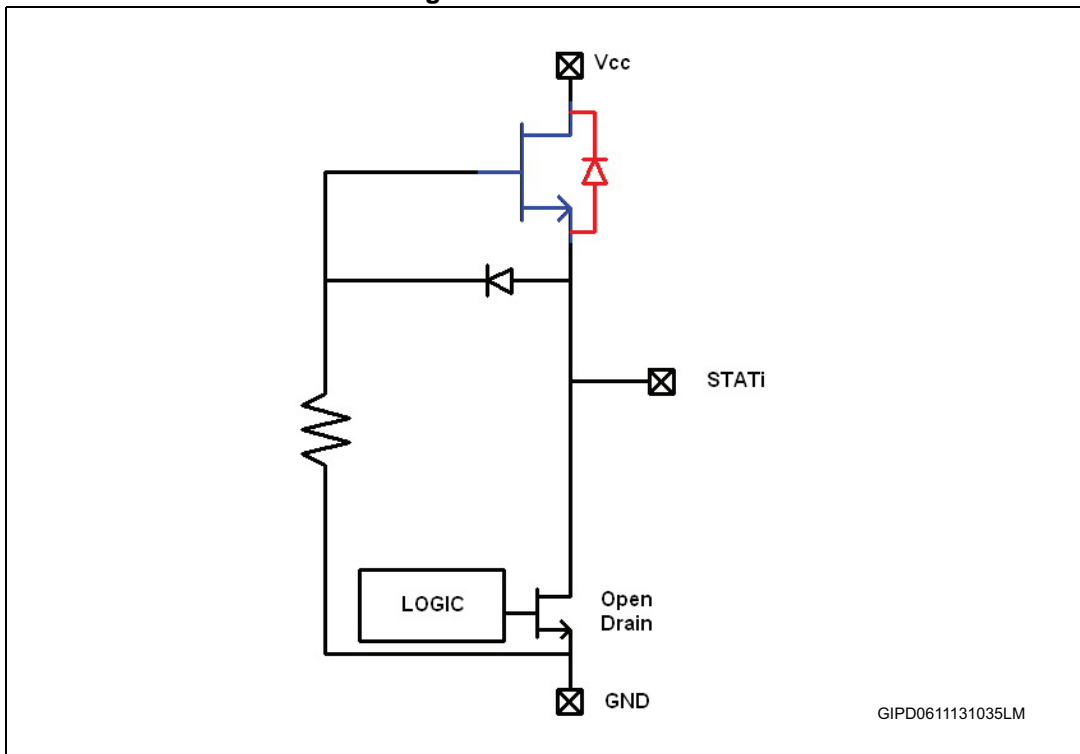 Vcc
STATi
LOGIC
Open
Drain
GND
GIPD0611131035LM